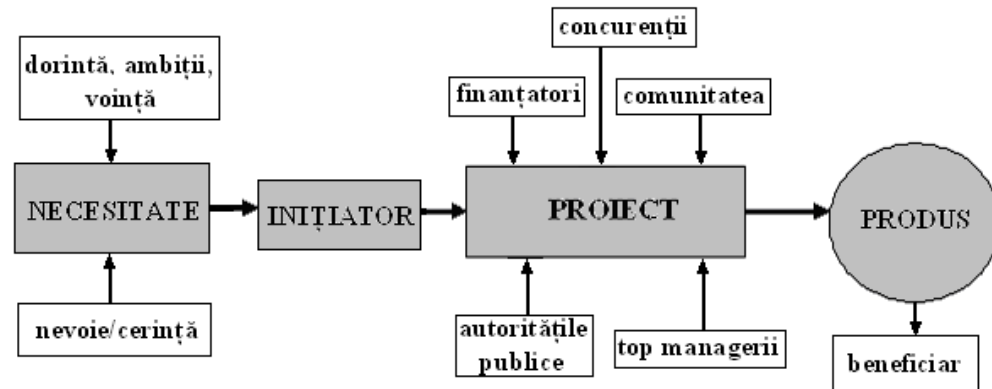 concurenții
dorintă, ambiții,
voință
finanțatori
comunitatea
NECESITATE
INIȚIATOR
PROIECT
PRODUS
nevoie/cerință
autoritățile
publice
top managerii
beneficiar